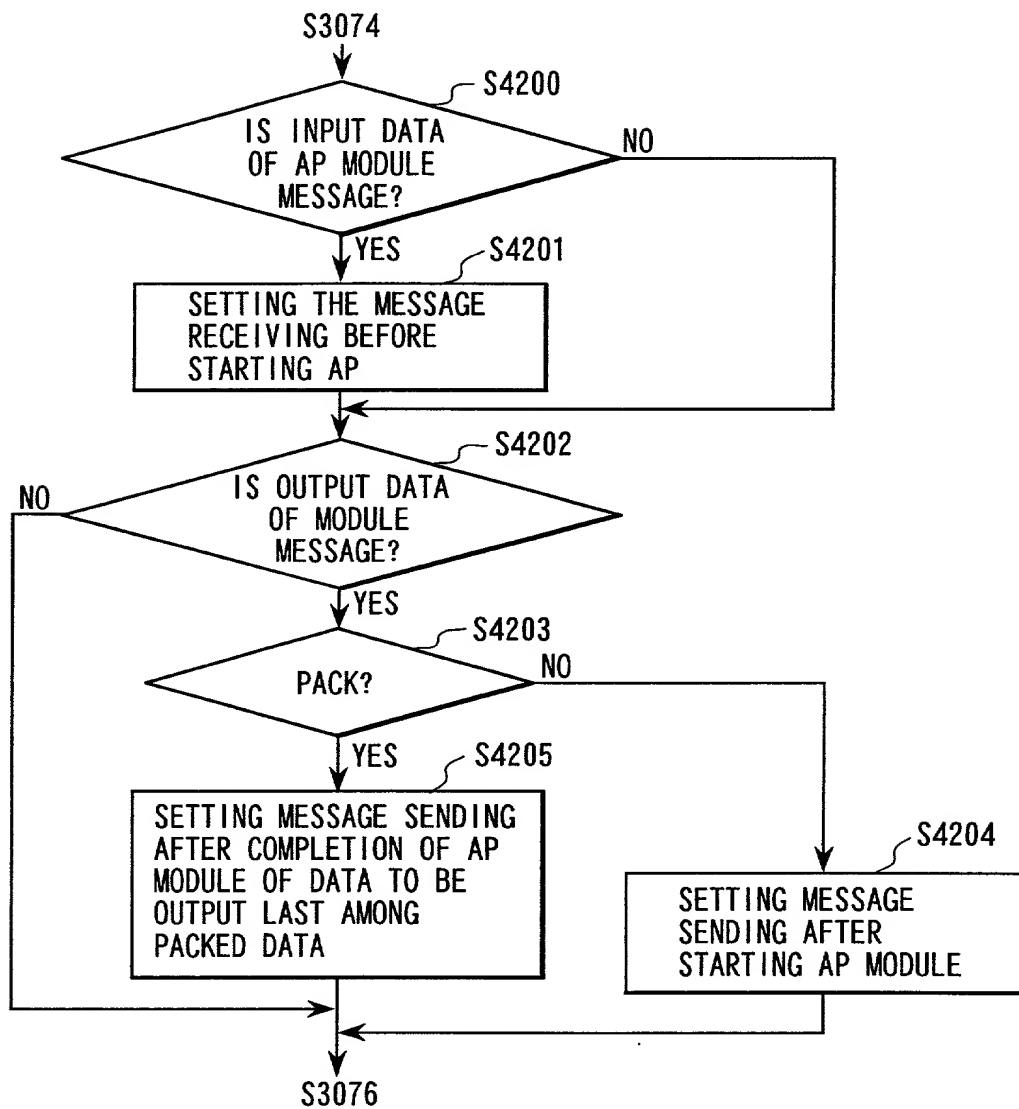 S3074
S4200
IS INPUT DATA
OF AP MODULE
MESSAGE?
NO
YES
S4201
SETTING THE MESSAGE
RECEIVING BEFORE
STARTING AP
S4202
IS OUTPUT DATA
OF MODULE
MESSAGE?
NO
YES
S4203
PACK?
NO
YES
S4205
SETTING MESSAGE SENDING
AFTER COMPLETION OF AP
MODULE OF DATA TO BE
OUTPUT LAST AMONG
PACKED DATA
S4204
SETTING MESSAGE
SENDING AFTER
STARTING AP MODULE
S3076